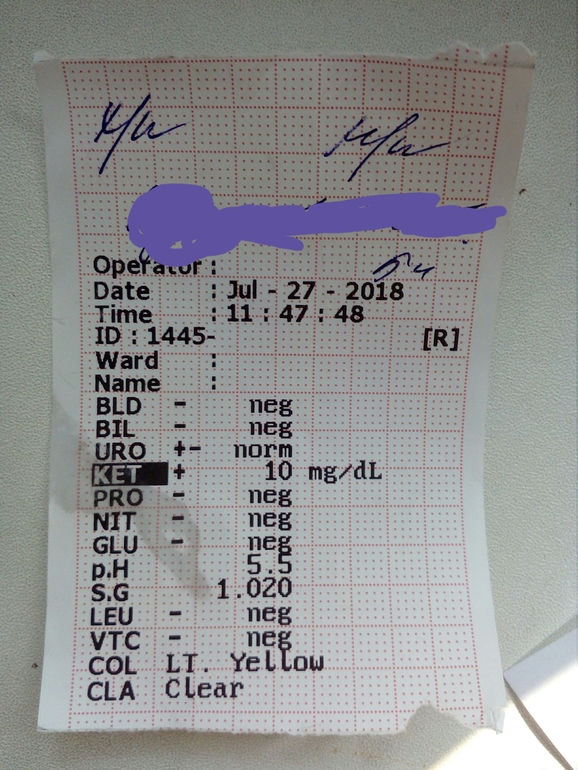 Operator :
Date : Jul - 27 - 2018
Time : 11 : 47 : 48
ID : 1445- [R]
Ward :
Name :
BLD - neg
BIL - neg
URO +- norm
KET + 10 mg/dL
PRO - neg
NIT - neg
GLU - neg
p.H 5.5
S.G 1.020
LEU - neg
VTC - neg
COL LT. Yellow
CLA Clear